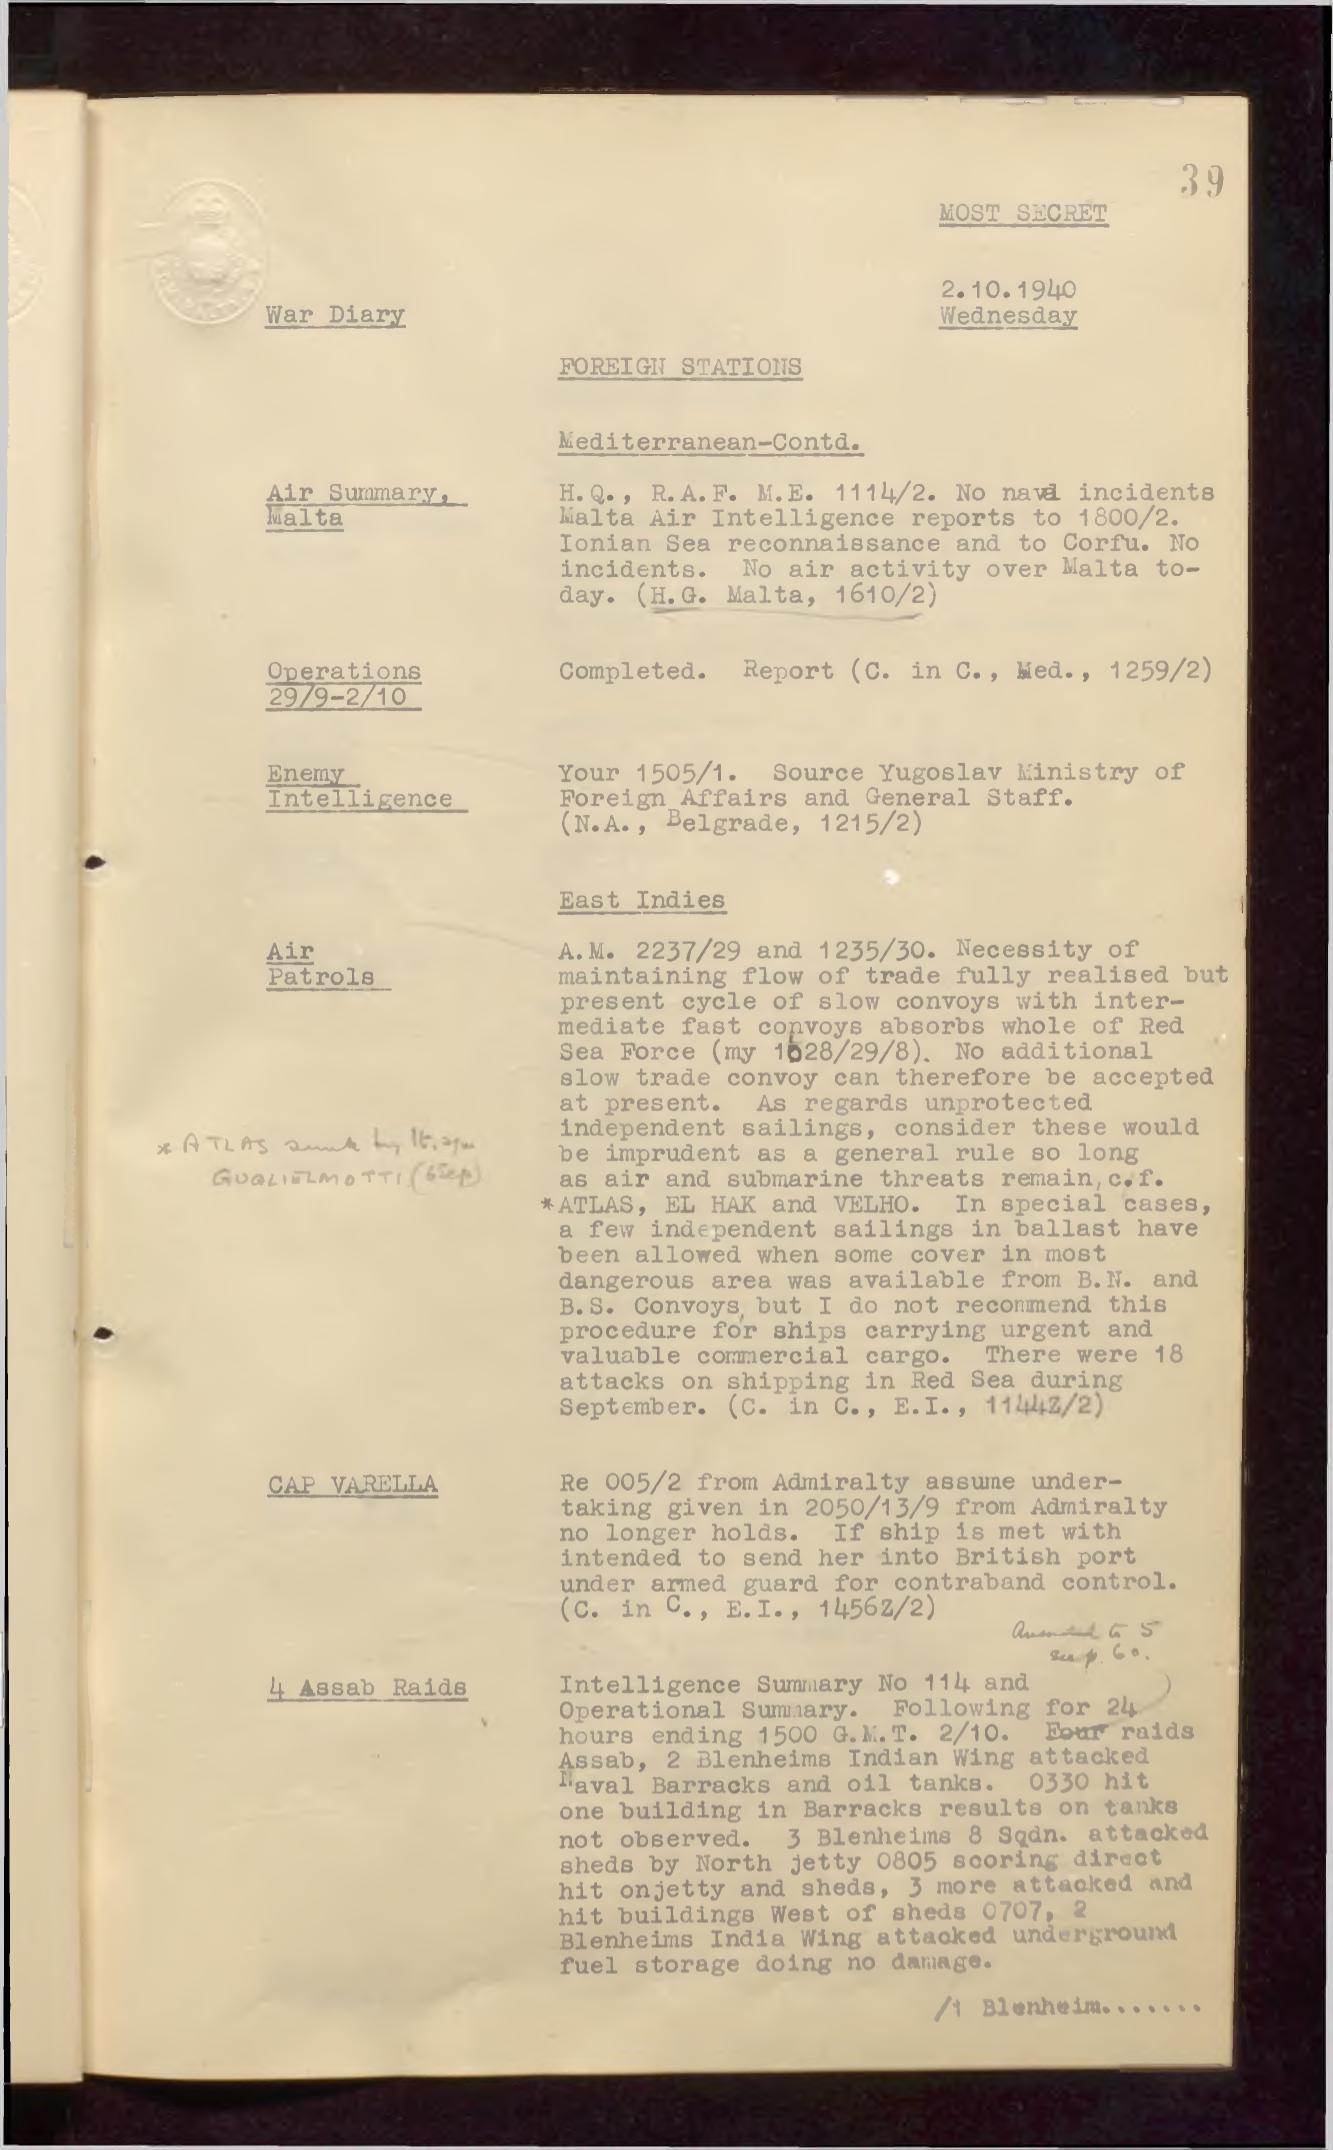 39
MOST SECRET
2.10.1940
War Diary
Wednesday
FOREIGN STATIONS
Mediterranean-Contd.
Air Summary,
Malta
H.Q., R.A.F. M.E. 1114/2. No naval incidents
Malta Air Intelligence reports to 1800/2.
Ionian Sea reconnaissance and to Corfu. No
incidents. No air activity over Malta to-
day. (H.G. Malta, 1610/2)
Operations
29/9-2/10
Completed. Report (C. in C., Med., 1259/2)
Enemy
Intelligence
Your 1505/1. Source Yugoslav Ministry of
Foreign Affairs and General Staff.
(N.A., Belgrade, 1215/2)
East Indies
Air
Patrols
A.M. 2237/29 and 1235/30. Necessity of
maintaining flow of trade fully realised but
present cycle of slow convoys with inter-
mediate fast convoys absorbs whole of Red
Sea Force (my 1628/29/8). No additional
slow trade convoy can therefore be accepted
at present. As regards unprotected
independent sailings, consider these would
be imprudent as a general rule so long
as air and submarine threats remain, c.f.
*ATLAS, EL HAK and VELHO. In special cases,
a few independent sailings in ballast have
been allowed when some cover in most
dangerous area was available from B.N. and
B.S. Convoys, but I do not recommend this
procedure for ships carrying urgent and
valuable commercial cargo. There were 18
attacks on shipping in Red Sea during
September. (C. in C., E.I., 1144Z/2)
* ATLAS sunk by It.
GUGLIELMOTTI (6 Sep)
CAP VARELLA
Re 005/2 from Admiralty assume under-
taking given in 2050/13/9 from Admiralty
no longer holds. If ship is met with
intended to send her into British port
under armed guard for contraband control.
(C. in C., E.I., 1456Z/2)
Amended to 5
see p. 60.
4 Assab Raids
Intelligence Summary No 114 and )
Operational Summary. Following for 24
hours ending 1500 G.M.T. 2/10. Four raids
Assab, 2 Blenheims Indian Wing attacked
Naval Barracks and oil tanks. 0330 hit
one building in Barracks results on tanks
not observed. 3 Blenheims 8 Sqdn. attacked
sheds by North jetty 0805 scoring direct
hit onjetty and sheds, 3 more attacked and
hit buildings West of sheds 0707, 2
Blenheims India Wing attacked underground
fuel storage doing no damage.
/1 Blenheim.......